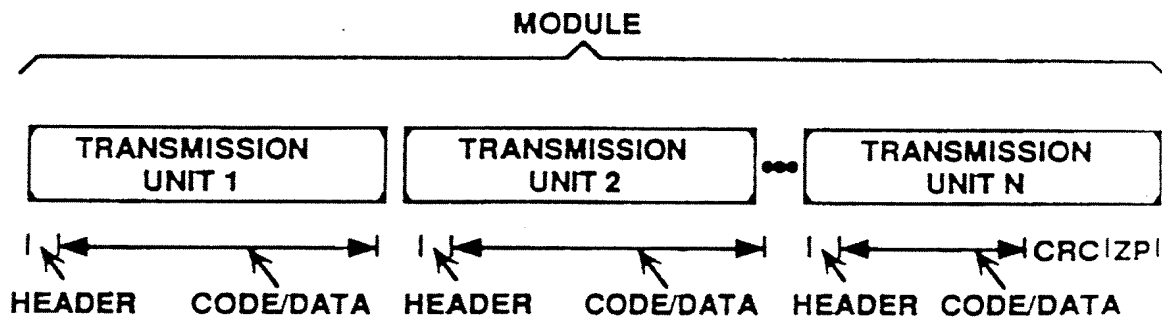 MODULE
TRANSMISSION
UNIT 1
TRANSMISSION
UNIT 2
•••
TRANSMISSION
UNIT N
CRC|ZP|
HEADER
CODE/DATA
HEADER
CODE/DATA
HEADER
CODE/DATA